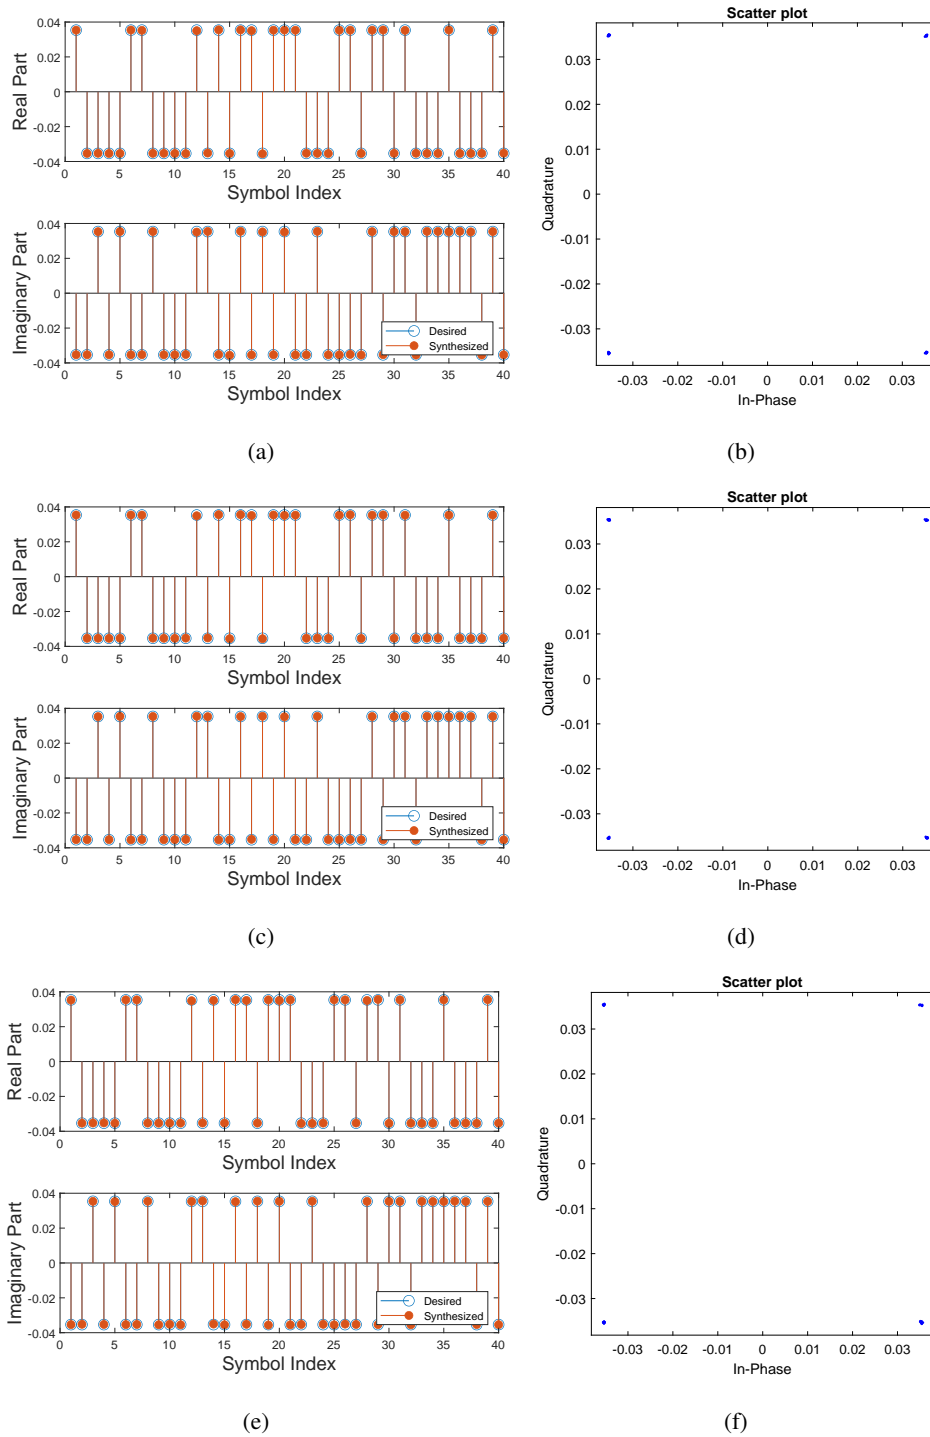 0.04
0.02
0
-0.02
-0.04
Real Part
0 5 10 15 20 25 30 35 40
Symbol Index
0.04
0.02
0
-0.02
-0.04
Imaginary Part
Desired
Synthesized
0 5 10 15 20 25 30 35 40
Symbol Index
(a)
Scatter plot
0.03
0.02
0.01
0
-0.01
-0.02
-0.03
Quadrature
-0.03 -0.02 -0.01 0 0.01 0.02 0.03
In-Phase
(b)
0.04
0.02
0
-0.02
-0.04
Real Part
0 5 10 15 20 25 30 35 40
Symbol Index
0.04
0.02
0
-0.02
-0.04
Imaginary Part
Desired
Synthesized
0 5 10 15 20 25 30 35 40
Symbol Index
(c)
Scatter plot
0.03
0.02
0.01
0
-0.01
-0.02
-0.03
Quadrature
-0.03 -0.02 -0.01 0 0.01 0.02 0.03
In-Phase
(d)
0.04
0.02
0
-0.02
-0.04
Real Part
0 5 10 15 20 25 30 35 40
Symbol Index
0.04
0.02
0
-0.02
-0.04
Imaginary Part
Desired
Synthesized
0 5 10 15 20 25 30 35 40
Symbol Index
(e)
Scatter plot
0.03
0.02
0.01
0
-0.01
-0.02
-0.03
Quadrature
-0.03 -0.02 -0.01 0 0.01 0.02 0.03
In-Phase
(f)